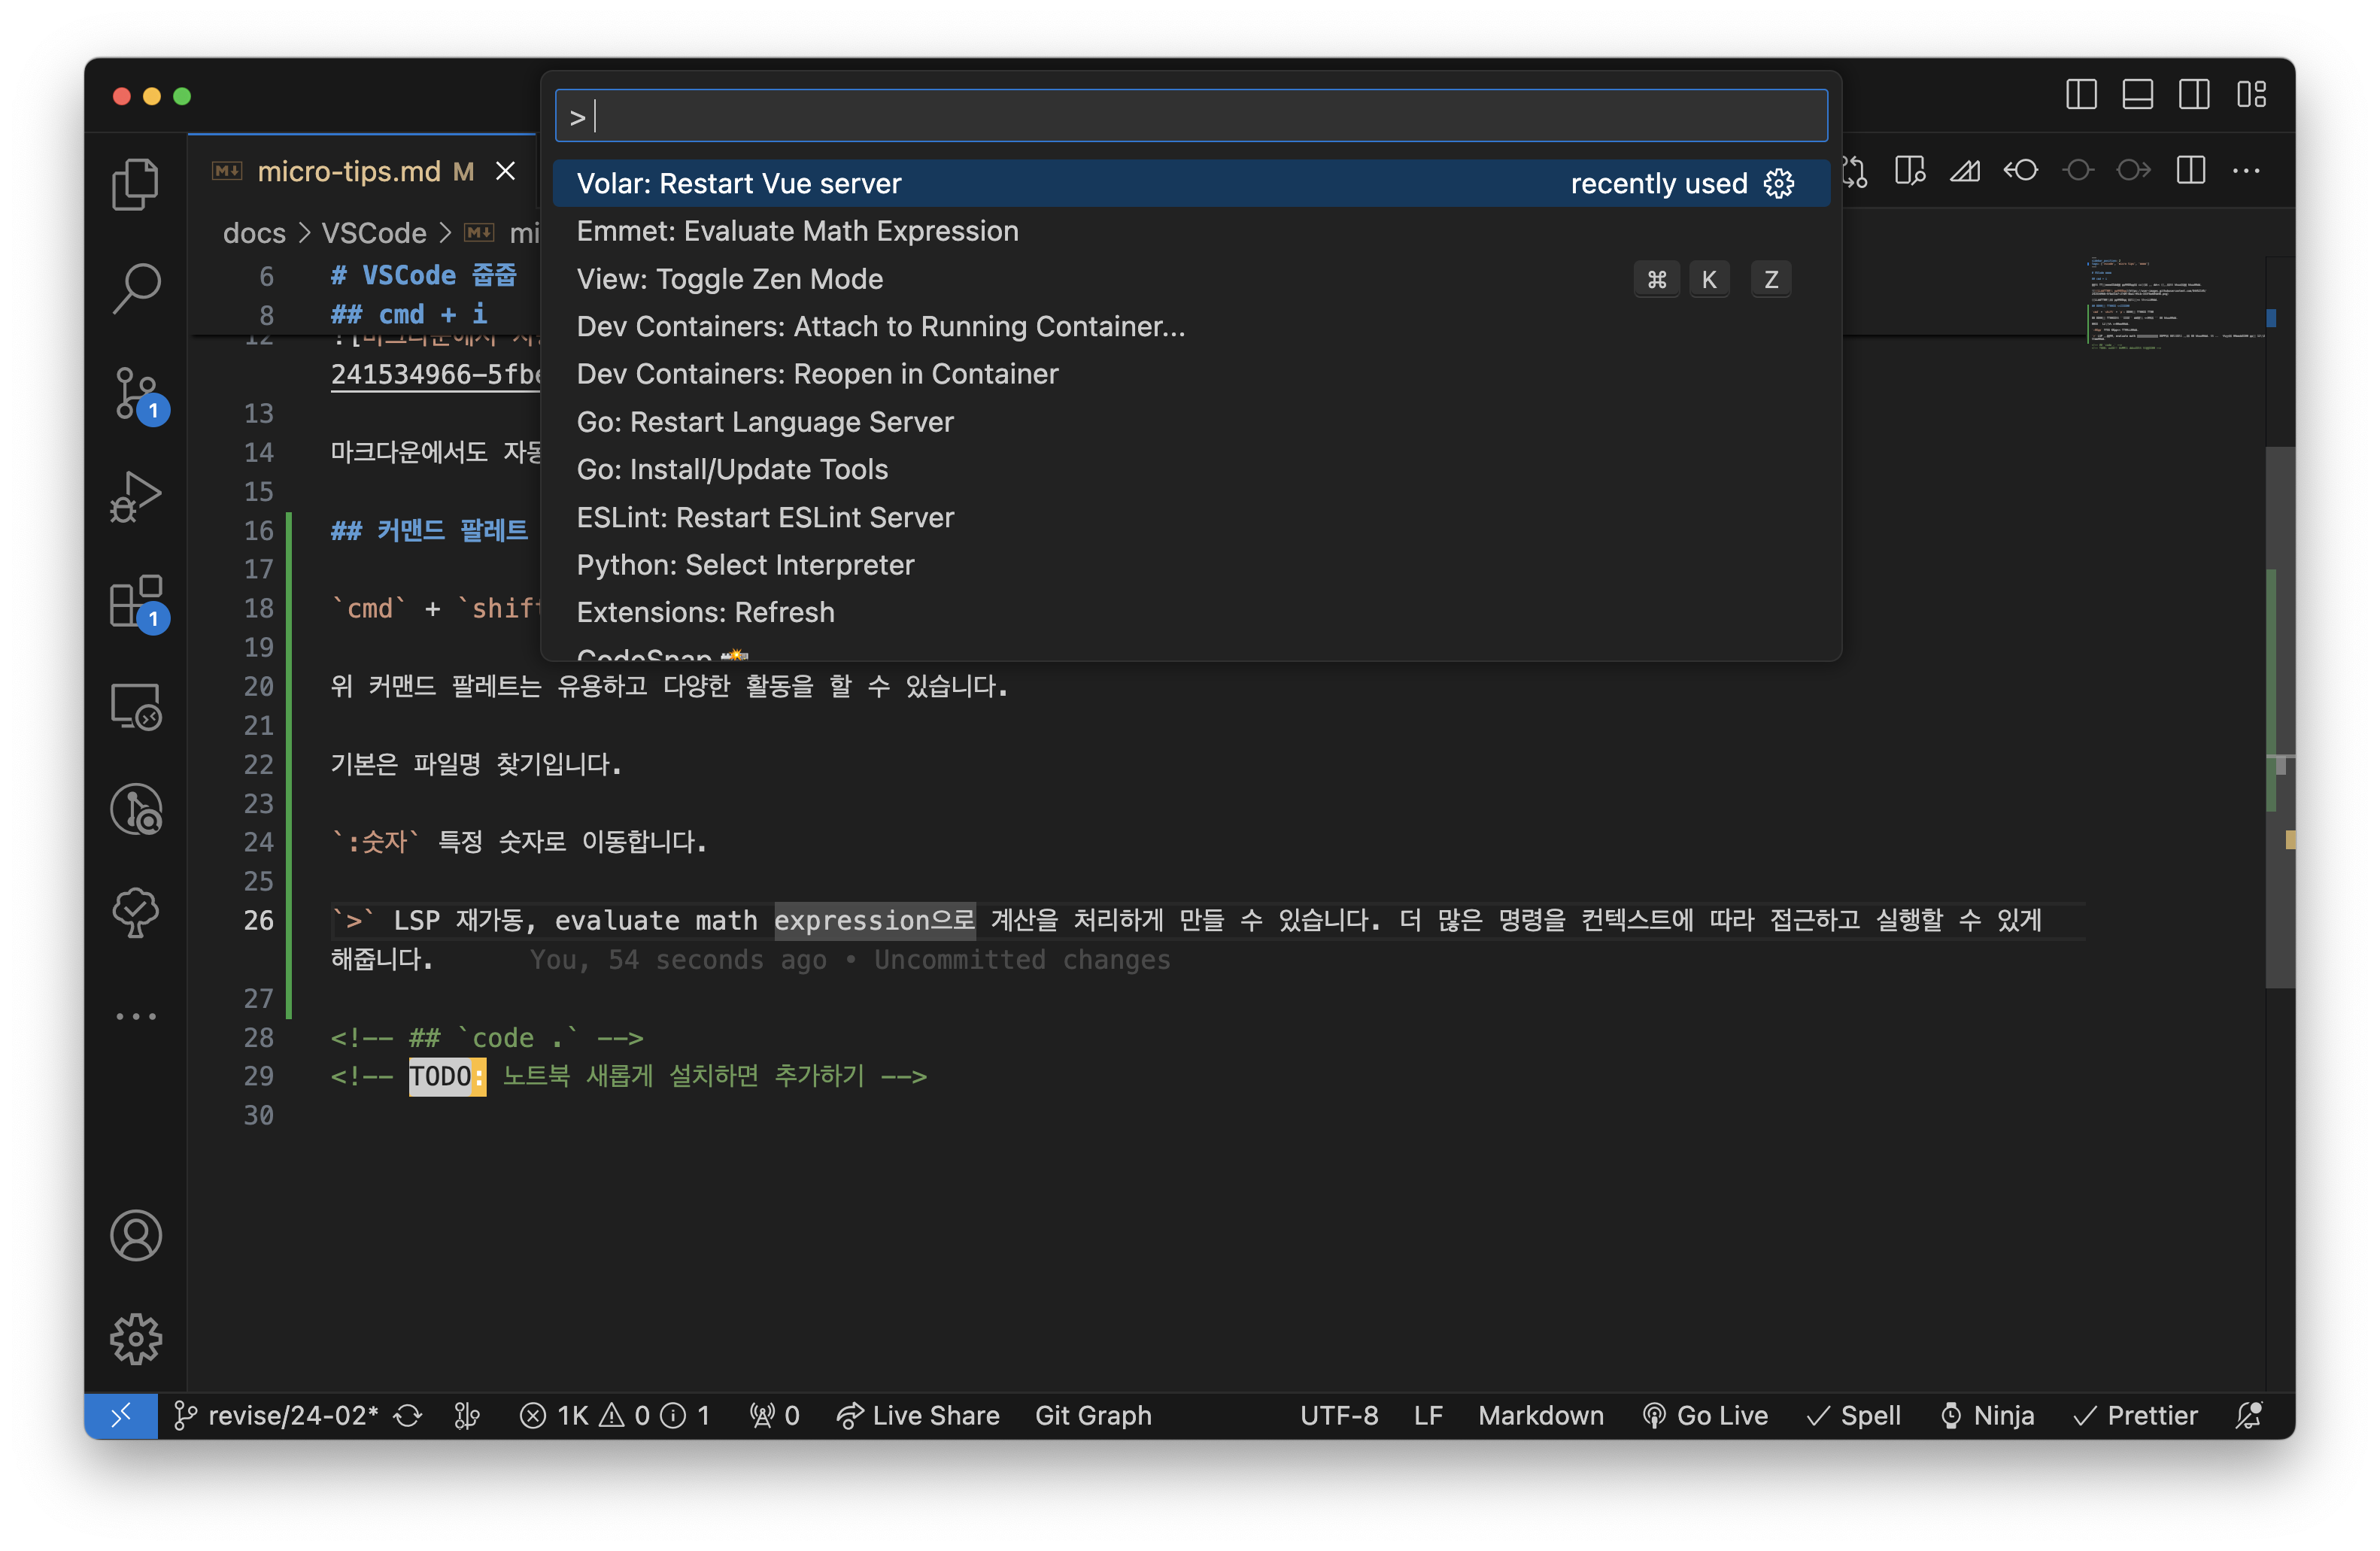 >
Volar: Restart Vue server recently used
Emmet: Evaluate Math Expression
View: Toggle Zen Mode ⌘ K Z
Dev Containers: Attach to Running Container...
Dev Containers: Reopen in Container
Go: Restart Language Server
Go: Install/Update Tools
ESLint: Restart ESLint Server
Python: Select Interpreter
Extensions: Refresh
CodeSnap 📸
micro-tips.md M
docs > VSCode > mi
6 # VSCode 줍줍
8 ## cmd + i
12 ![마크다운에서 자동
241534966-5fbe
13
14 마크다운에서도 자동
15
16 ## 커맨드 팔레트
17
18 `cmd` + `shift
19
20 위 커맨드 팔레트는 유용하고 다양한 활동을 할 수 있습니다.
21
22 기본은 파일명 찾기입니다.
23
24 `:숫자` 특정 숫자로 이동합니다.
25
26 `>` LSP 재가동, evaluate math expression으로 계산을 처리하게 만들 수 있습니다. 더 많은 명령을 컨텍스트에 따라 접근하고 실행할 수 있게
해줍니다. You, 54 seconds ago • Uncommitted changes
27
28 <!-- ## `code .` -->
29 <!-- TODO: 노트북 새롭게 설치하면 추가하기 -->
30
1
1
revise/24-02* 1K 0 1 0 Live Share Git Graph UTF-8 LF Markdown Go Live Spell Ninja Prettier